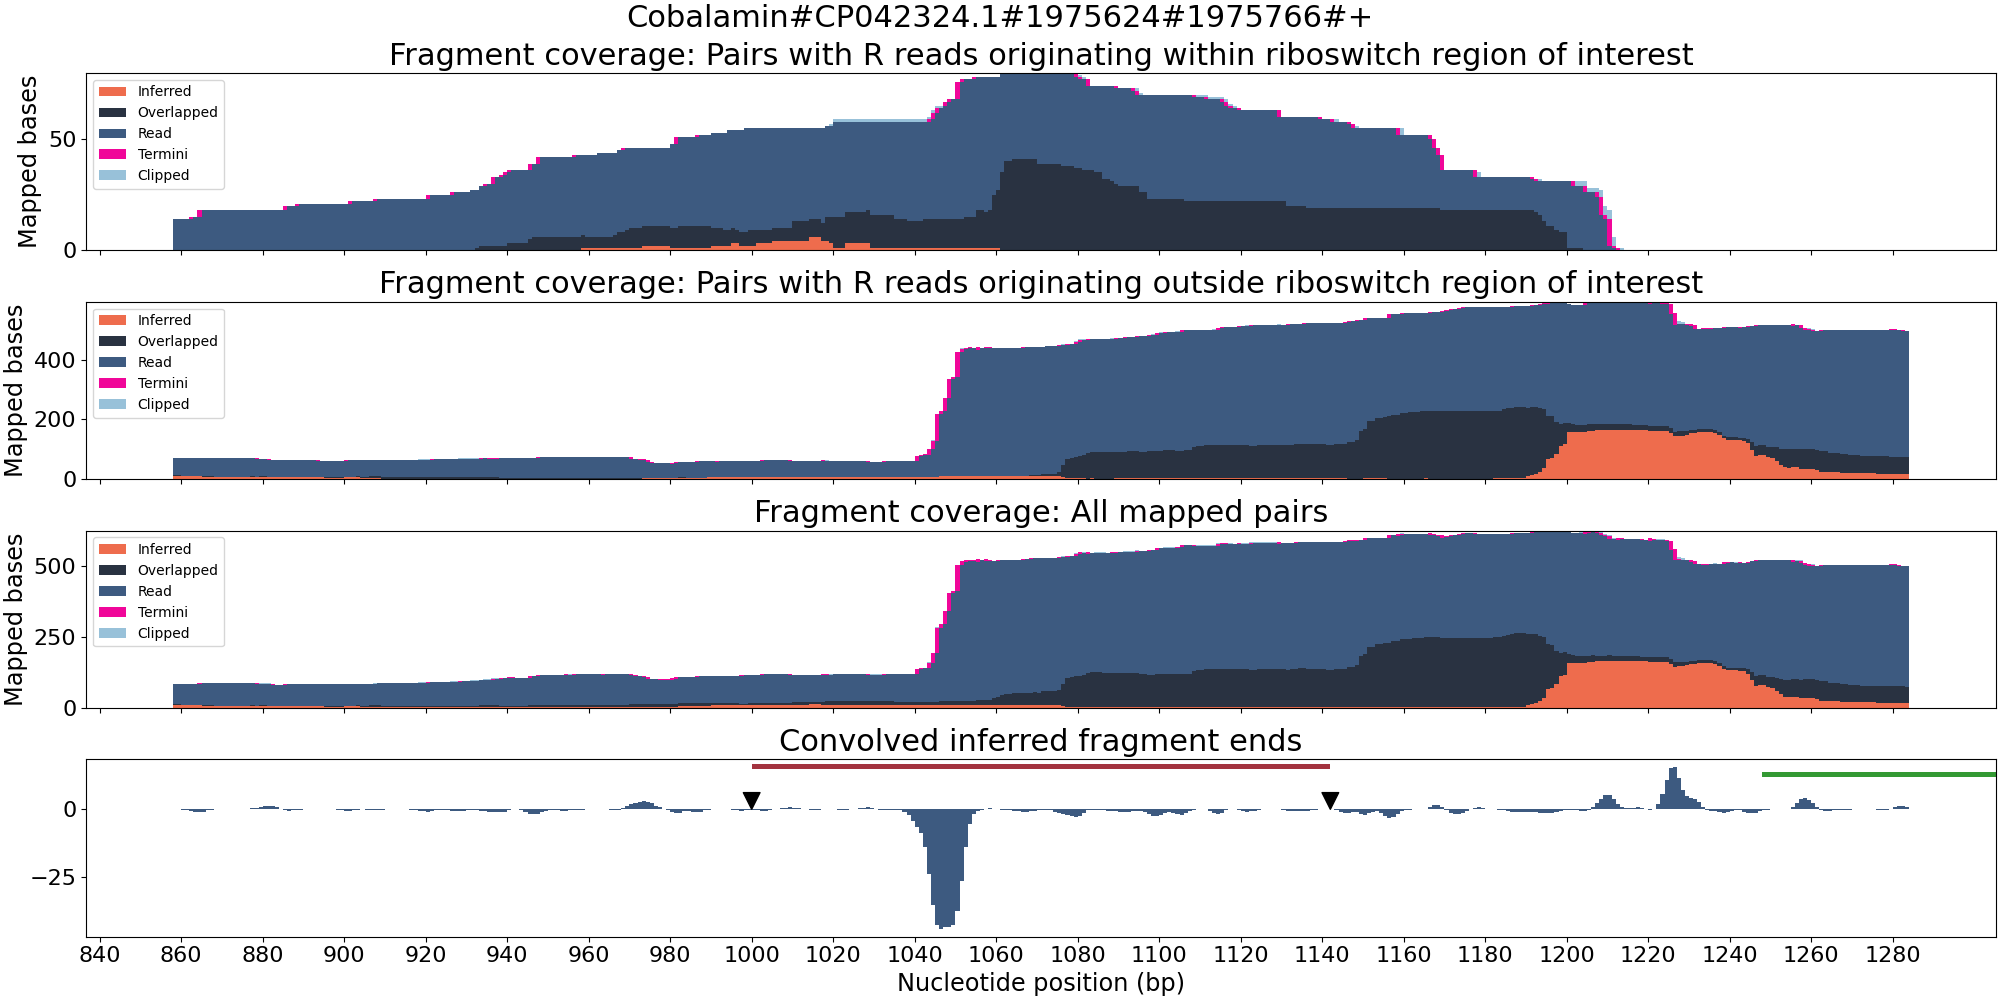 Cobalamin#CP042324.1#1975624#1975766#+
Fragment coverage: Pairs with R reads originating within riboswitch region of interest
Mapped bases
50
0
Inferred
Overlapped
Read
Termini
Clipped
Fragment coverage: Pairs with R reads originating outside riboswitch region of interest
Mapped bases
400
200
0
Inferred
Overlapped
Read
Termini
Clipped
Fragment coverage: All mapped pairs
Mapped bases
500
250
0
Inferred
Overlapped
Read
Termini
Clipped
Convolved inferred fragment ends
0
−25
840 860 880 900 920 940 960 980 1000 1020 1040 1060 1080 1100 1120 1140 1160 1180 1200 1220 1240 1260 1280
Nucleotide position (bp)